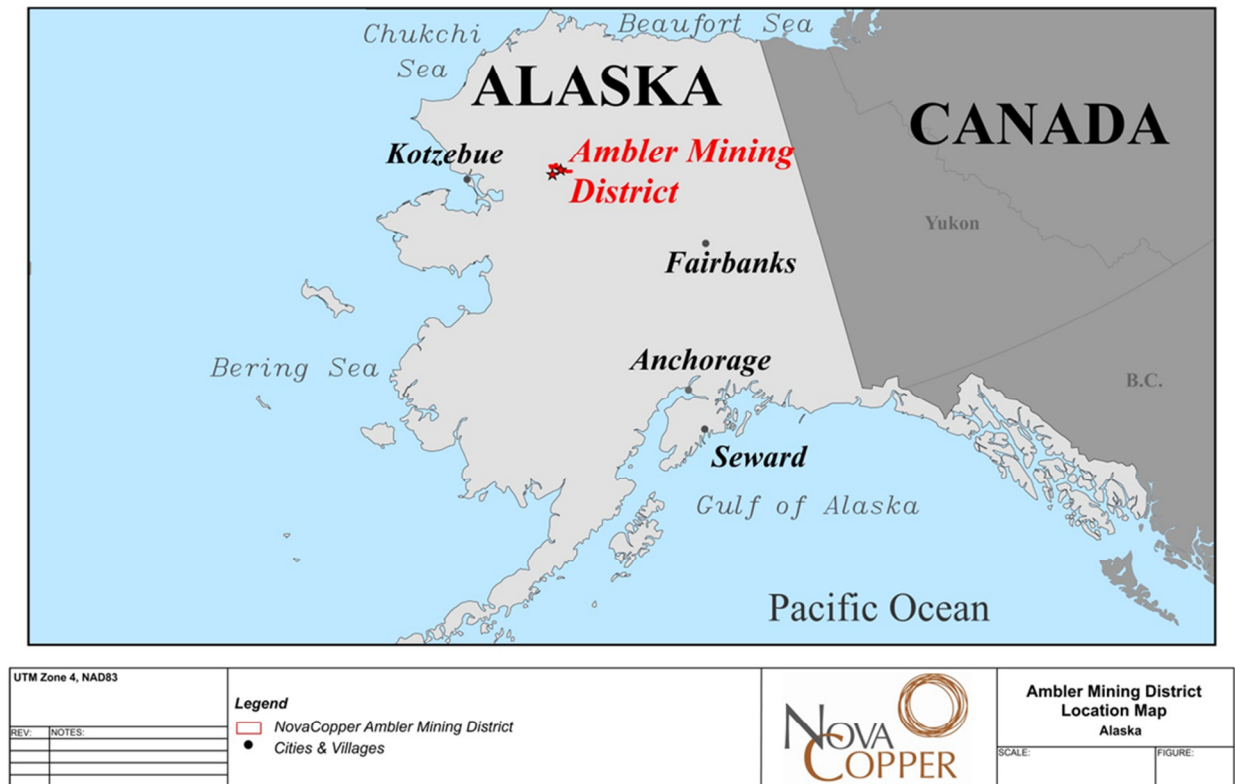 Beaufort Sea
Chukchi
Sea
ALASKA
CANADA
Kotzebue
Ambler Mining
District
Yukon
Fairbanks
Anchorage
Bering Sea
B.C.
Seward
Gulf of Alaska
Pacific Ocean
UTM Zone 4, NAD83
REV:
NOTES:
Legend
NovaCopper Ambler Mining District
Cities & Villages
NOVA
COPPER
Ambler Mining District
Location Map
Alaska
SCALE:
FIGURE: